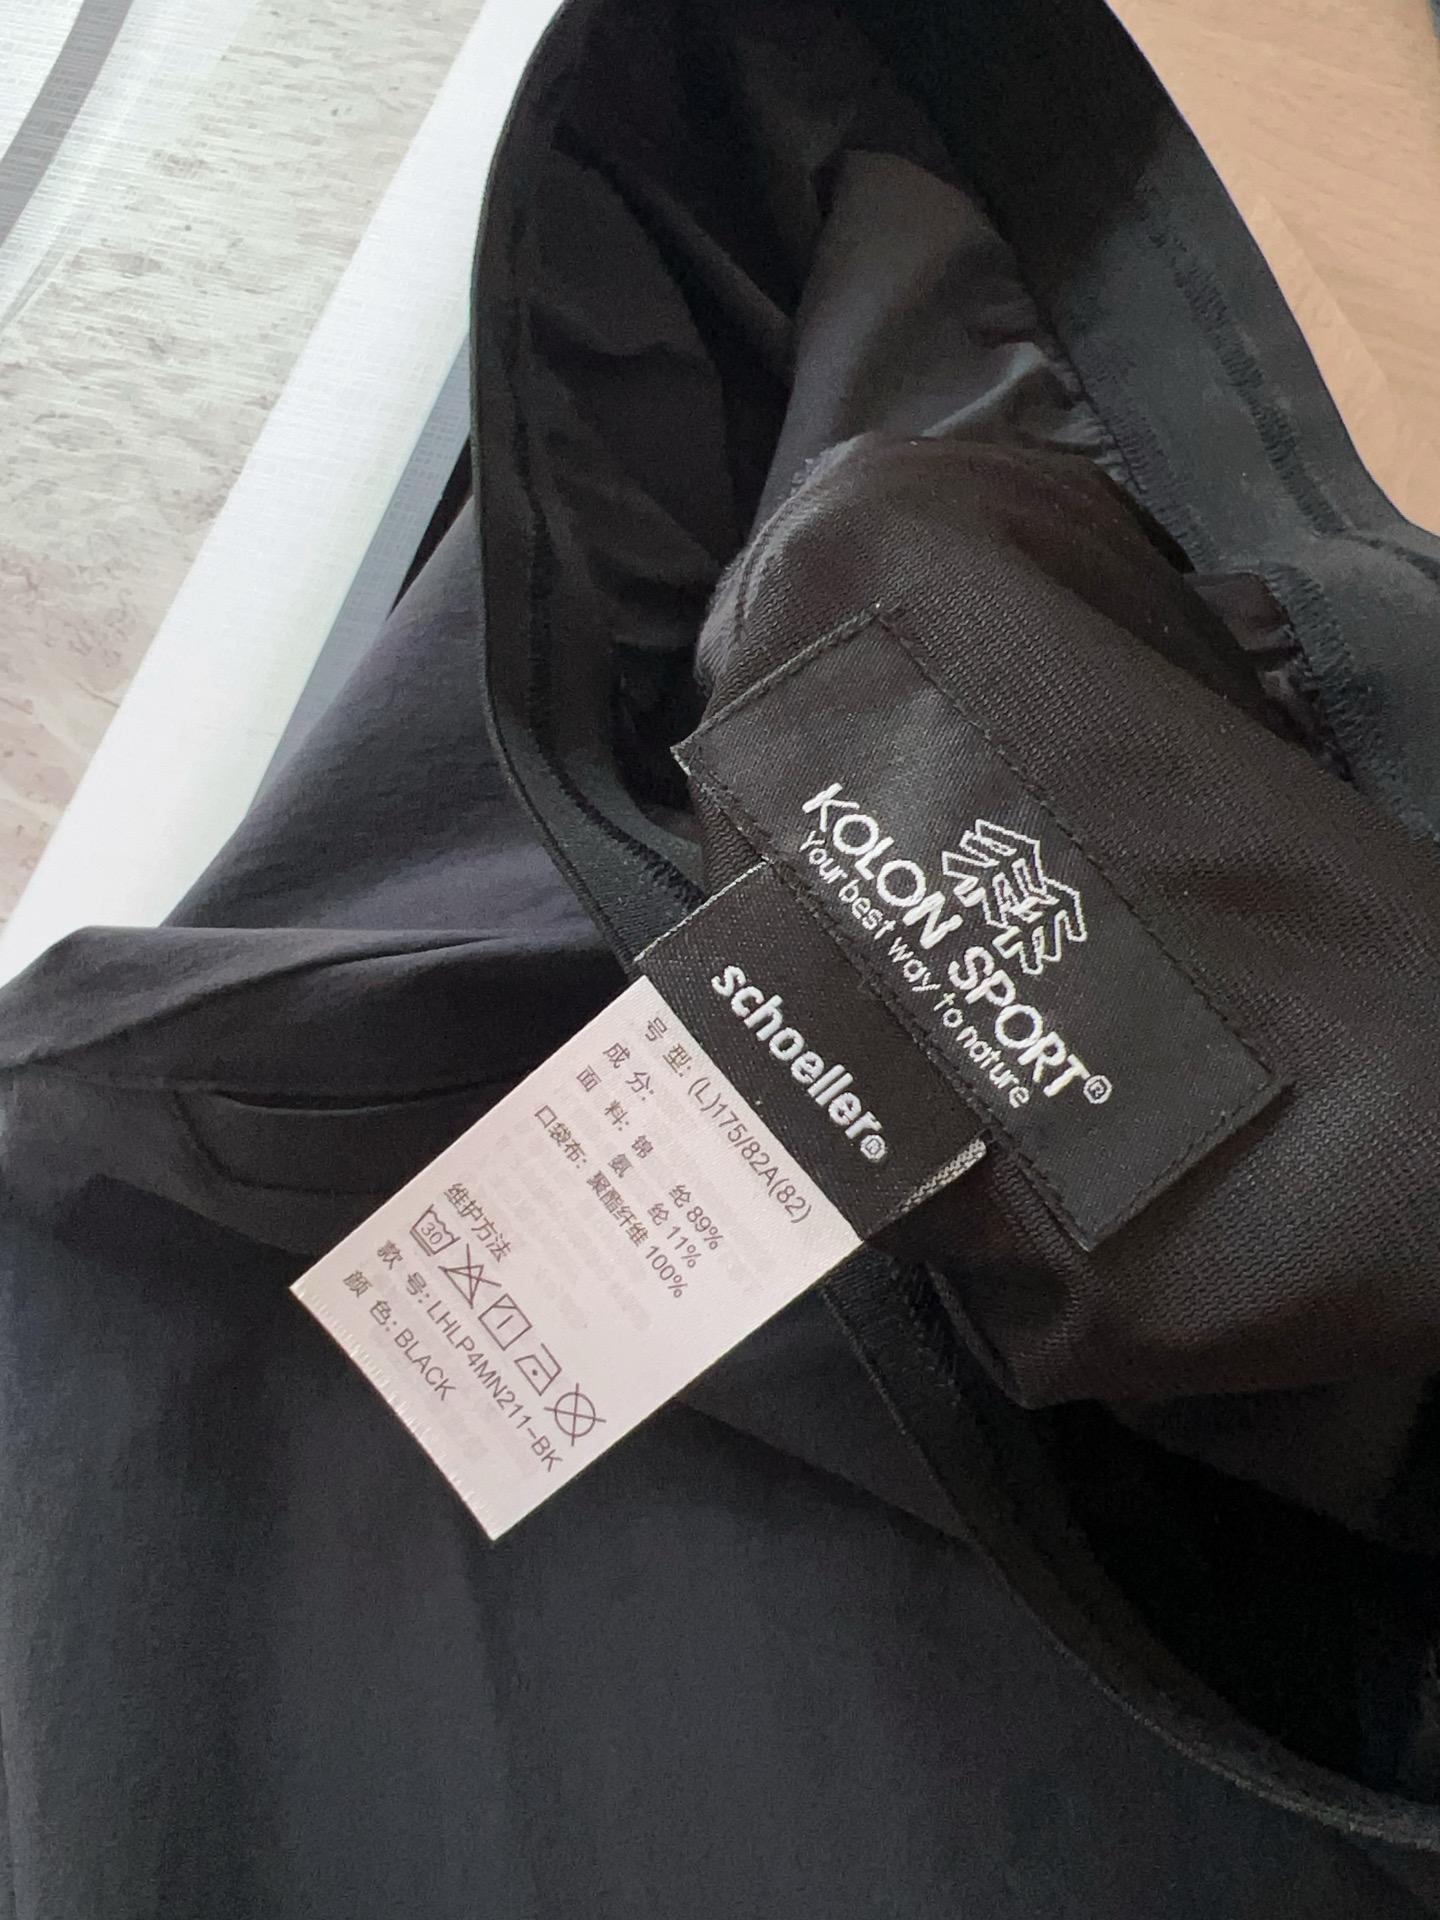 KOLON SPORT®
Your best way to nature
schoeller®
号 型: (L)175/82A(82)
成 分:
面 料: 锦 纶 89%
氨 纶 11%
口袋布: 聚酯纤维 100%
维护方法
30
款 号: LHLP4MN211-BK
颜 色: BLACK